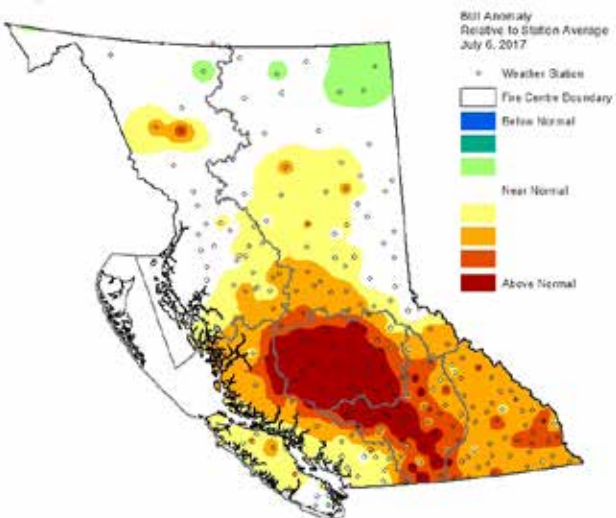 BUI Anomaly
Relative to Station Average
July 6, 2017
Weather Station
Fire Centre Boundary
Below Normal
Near Normal
Above Normal